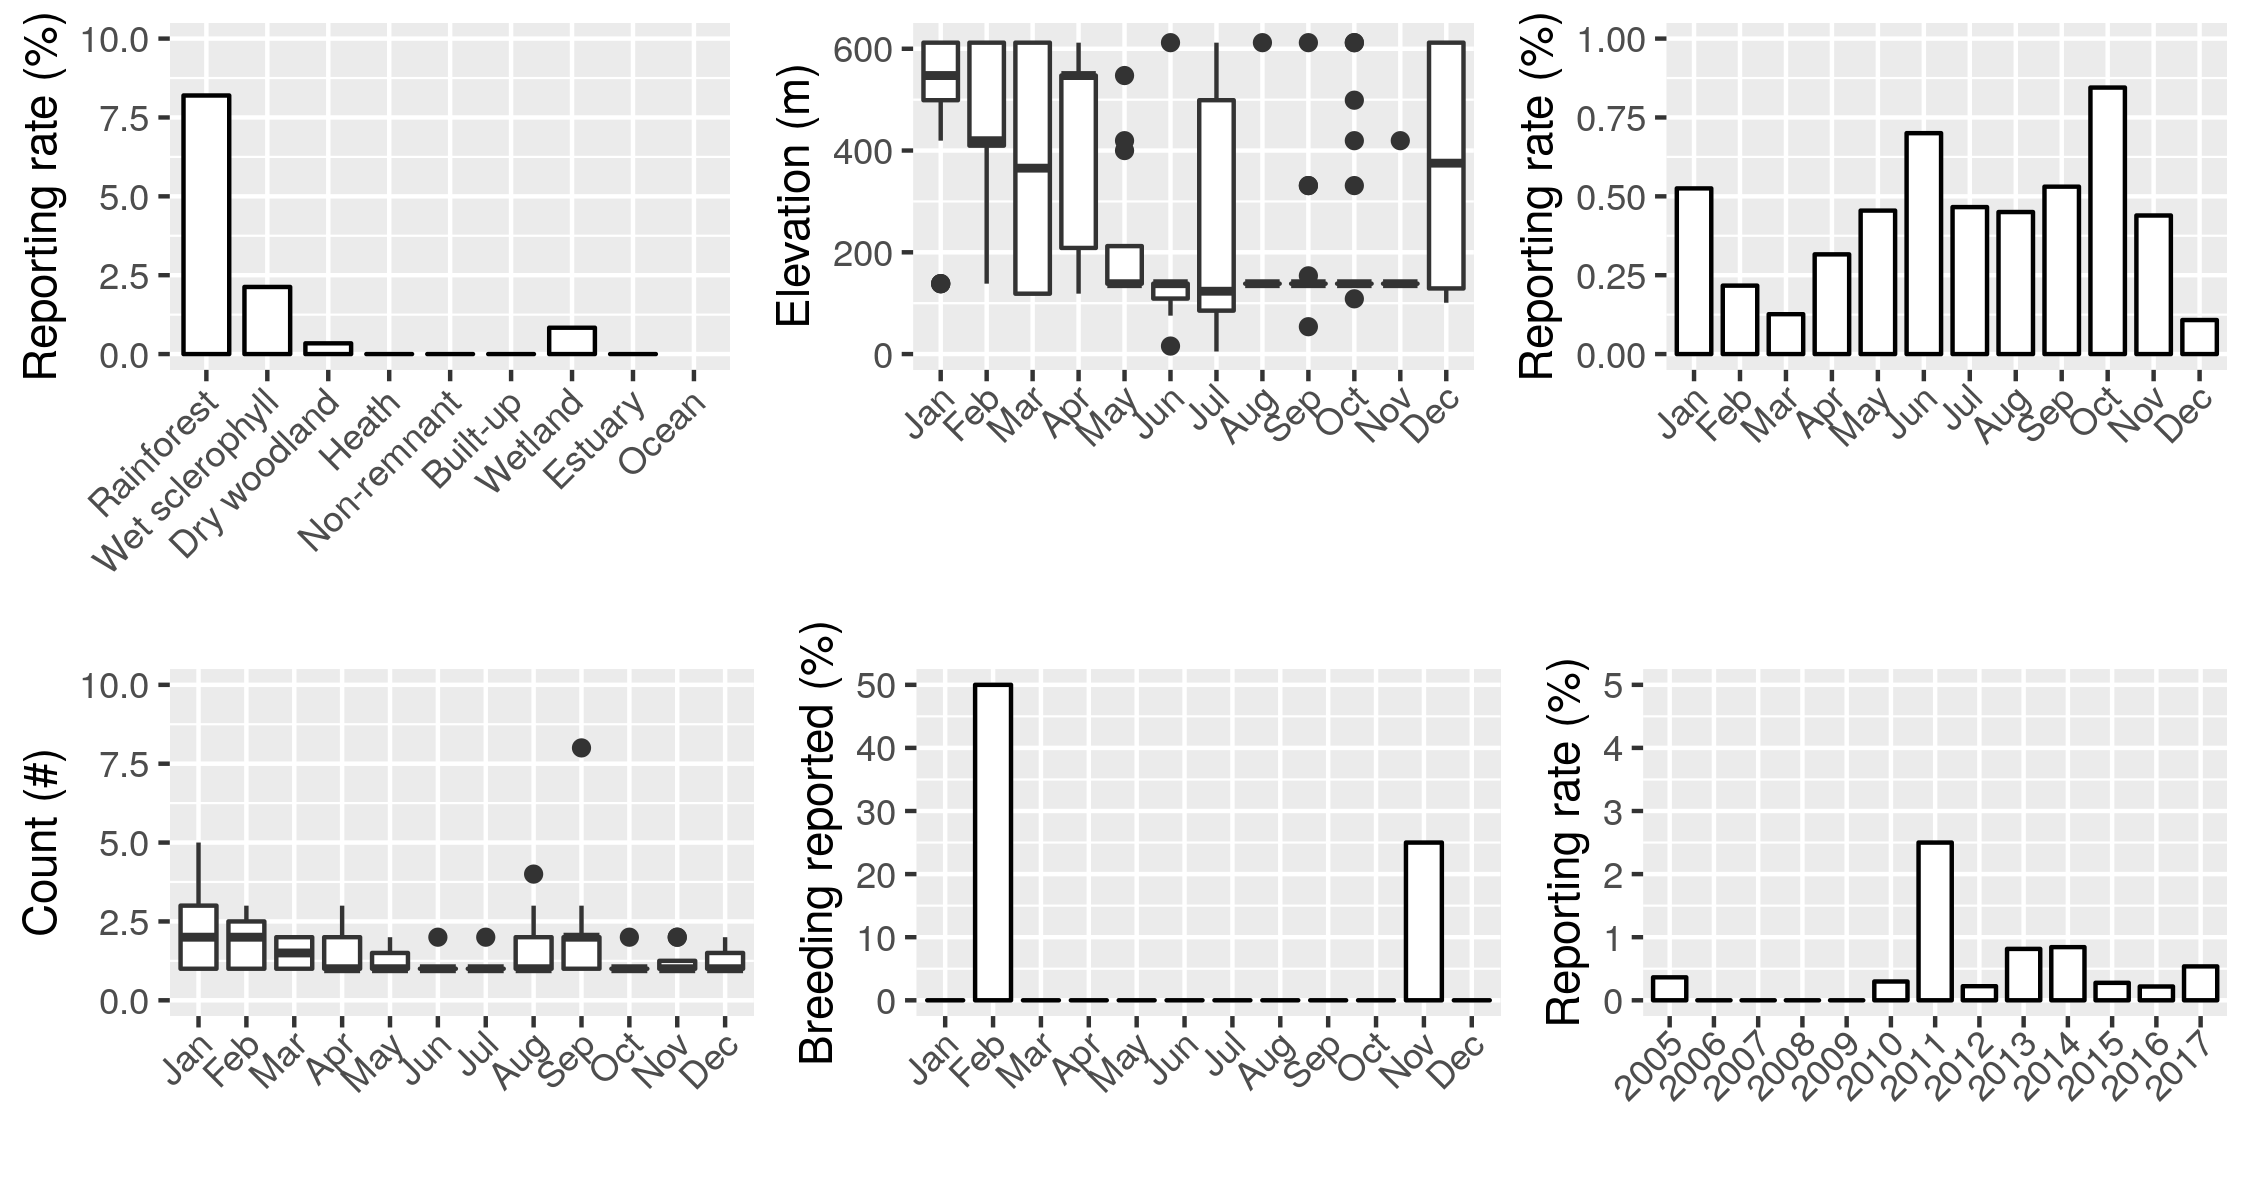 Reporting rate (%)
10.0
7.5
5.0
2.5
0.0
Rainforest
Wet sclerophyll
Dry woodland
Heath
Non-remnant
Built-up
Wetland
Estuary
Ocean
Elevation (m)
600
400
200
0
Jan
Feb
Mar
Apr
May
Jun
Jul
Aug
Sep
Oct
Nov
Dec
Reporting rate (%)
1.00
0.75
0.50
0.25
0.00
Jan
Feb
Mar
Apr
May
Jun
Jul
Aug
Sep
Oct
Nov
Dec
Count (#)
10.0
7.5
5.0
2.5
0.0
Jan
Feb
Mar
Apr
May
Jun
Jul
Aug
Sep
Oct
Nov
Dec
Breeding reported (%)
50
40
30
20
10
0
Jan
Feb
Mar
Apr
May
Jun
Jul
Aug
Sep
Oct
Nov
Dec
Reporting rate (%)
5
4
3
2
1
0
2005
2006
2007
2008
2009
2010
2011
2012
2013
2014
2015
2016
2017